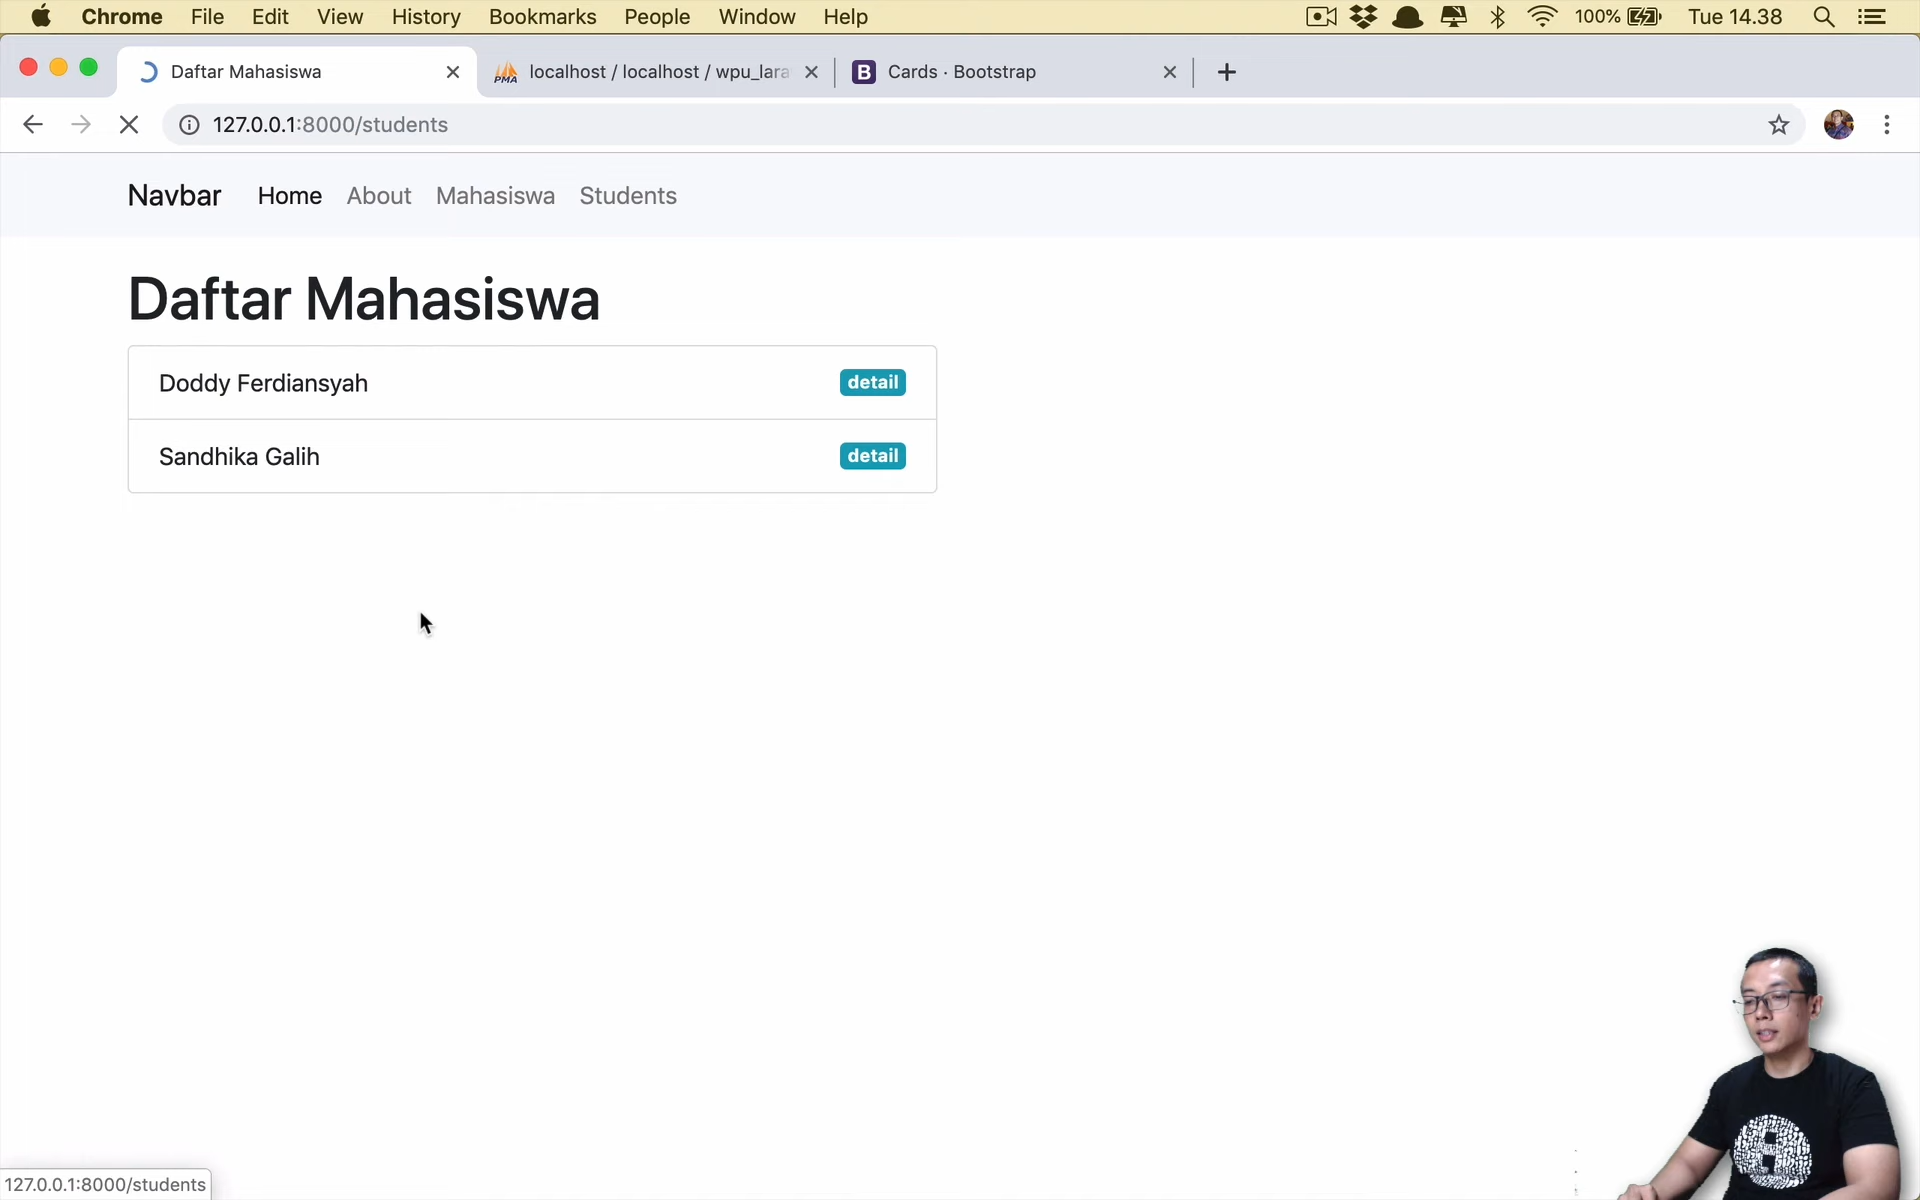 Chrome File Edit View History Bookmarks People Window Help 100% Tue 14.38
Daftar Mahasiswa
PMA localhost / localhost / wpu_lara
B Cards · Bootstrap
127.0.0.1:8000/students
Navbar Home About Mahasiswa Students
Daftar Mahasiswa
Doddy Ferdiansyah detail
Sandhika Galih detail
127.0.0.1:8000/students